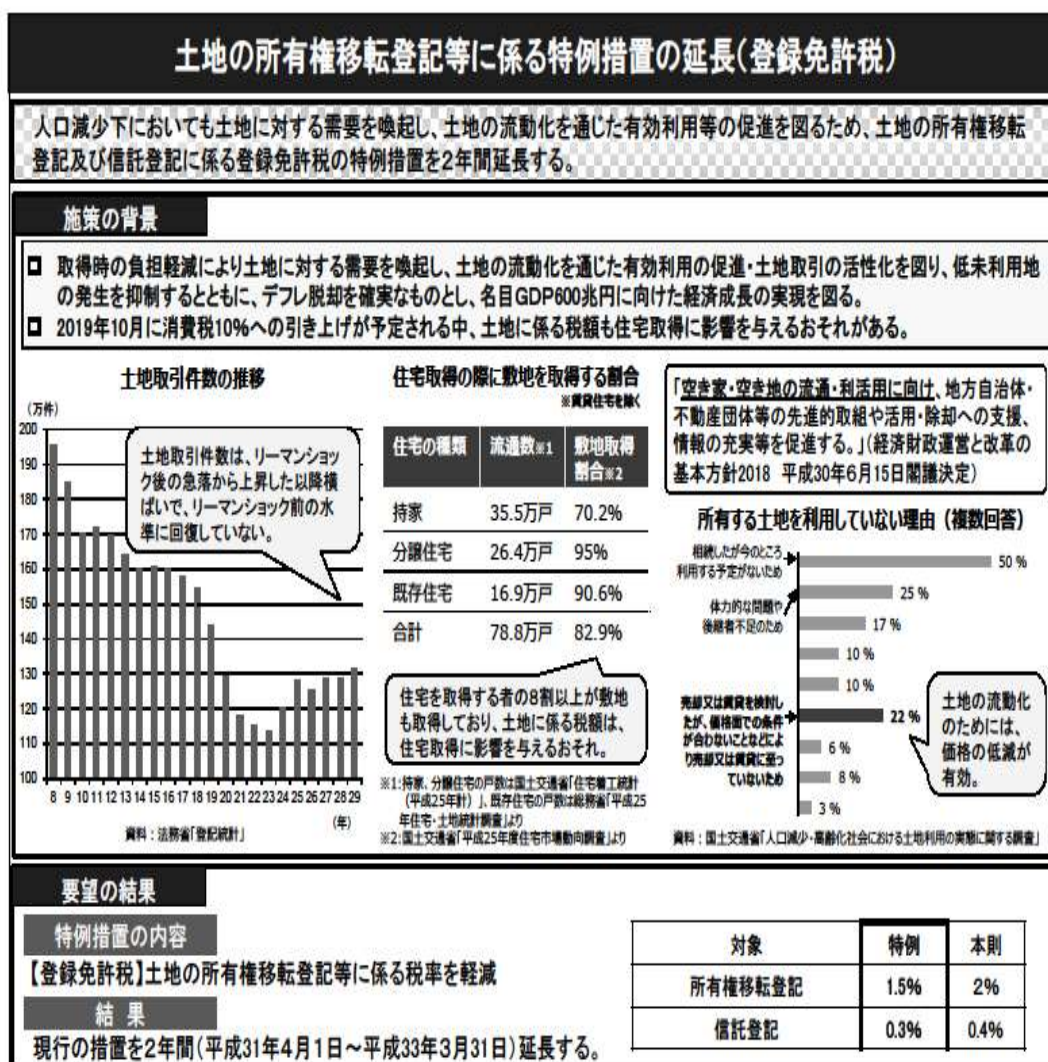 土地の所有権移転登記等に係る特例措置の延長(登録免許税)
人口減少下においても土地に対する需要を喚起し、土地の流動化を通じた有効利用等の促進を図るため、土地の所有権移転
登記及び信託登記に係る登録免許税の特例措置を2年間延長する。
施策の背景
取得時の負担軽減により土地に対する需要を喚起し、土地の流動化を通じた有効利用の促進・土地取引の活性化を図り、低未利用地
の発生を抑制するとともに、デフレ脱却を確実なものとし、名目GDP600兆円に向けた経済成長の実現を図る。
2019年10月に消費税10%への引き上げが予定される中、土地に係る税額も住宅取得に影響を与えるおそれがある。
土地取引件数の推移
(万件)
200
190
180
170
160
150
140
130
120
110
100
8 9 10 11 12 13 14 15 16 17 18 19 20 21 22 23 24 25 26 27 28 29
(年)
土地取引件数は、リーマンショッ
ク後の急落から上昇した以降横
ばいで、リーマンショック前の水
準に回復していない。
資料:法務省「登記統計」
住宅取得の際に敷地を取得する割合
※賃貸住宅を除く
住宅の種類 流通数※1 敷地取得
割合※2
持家 35.5万戸 70.2%
分譲住宅 26.4万戸 95%
既存住宅 16.9万戸 90.6%
合計 78.8万戸 82.9%
住宅を取得する者の8割以上が敷地
も取得しており、土地に係る税額は、
住宅取得に影響を与えるおそれ。
※1:持家、分譲住宅の戸数は国土交通省「住宅着工統計
(平成25年計)」、既存住宅の戸数は総務省「平成25
年住宅・土地統計調査」より
※2:国土交通省「平成25年度住宅市場動向調査」より
「空き家・空き地の流通・利活用に向け、地方自治体・
不動産団体等の先進的取組や活用・除却への支援、
情報の充実等を促進する。」(経済財政運営と改革の
基本方針2018 平成30年6月15日閣議決定)
所有する土地を利用していない理由(複数回答)
相続したが今のところ
利用する予定がないため
50 %
25 %
体力的な問題や
後継者不足のため
17 %
10 %
10 %
売却又は賃貸を検討し
たが、価格面での条件
が合わないことなどによ
り売却又は賃貸に至っ
ていないため
22 %
6 %
8 %
3 %
土地の流動化
のためには、
価格の低減が
有効。
資料:国土交通省「人口減少・高齢化社会における土地利用の実態に関する調査」
要望の結果
特例措置の内容
【登録免許税】土地の所有権移転登記等に係る税率を軽減
結 果
現行の措置を2年間(平成31年4月1日~平成33年3月31日)延長する。
対象 特例 本則
所有権移転登記 1.5% 2%
信託登記 0.3% 0.4%